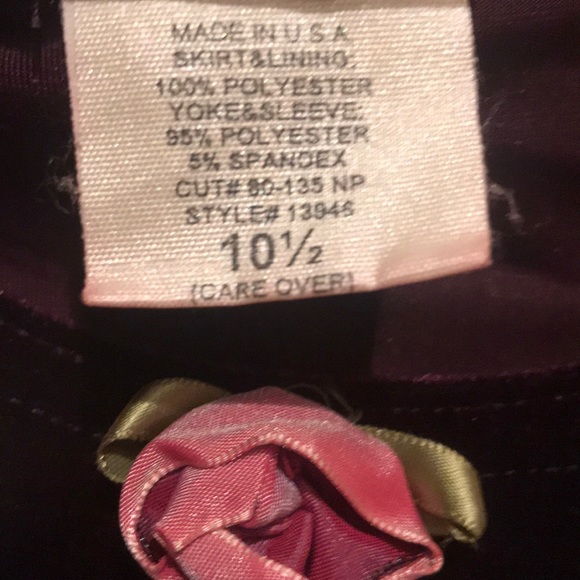 MADE IN U.S.A.
SKIRT&LINING:
100% POLYESTER
YOKE&SLEEVE:
95% POLYESTER
5% SPANDEX
CUT# 80-135 NP
STYLE# 13946
10½
(CARE OVER)